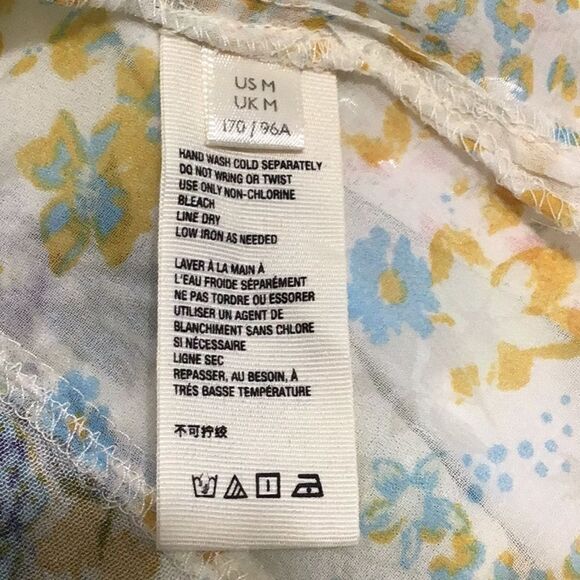 US M
UK M
170 / 96A
HAND WASH COLD SEPARATELY
DO NOT WRING OR TWIST
USE ONLY NON-CHLORINE
BLEACH
LINE DRY
LOW IRON AS NEEDED
LAVER À LA MAIN À
L'EAU FROIDE SÉPARÉMENT
NE PAS TORDRE OU ESSORER
UTILISER UN AGENT DE
BLANCHIMENT SANS CHLORE
SI NÉCESSAIRE
LIGNE SEC
REPASSER, AU BESOIN, À
TRÉS BASSE TEMPÉRATURE
不可拧绞